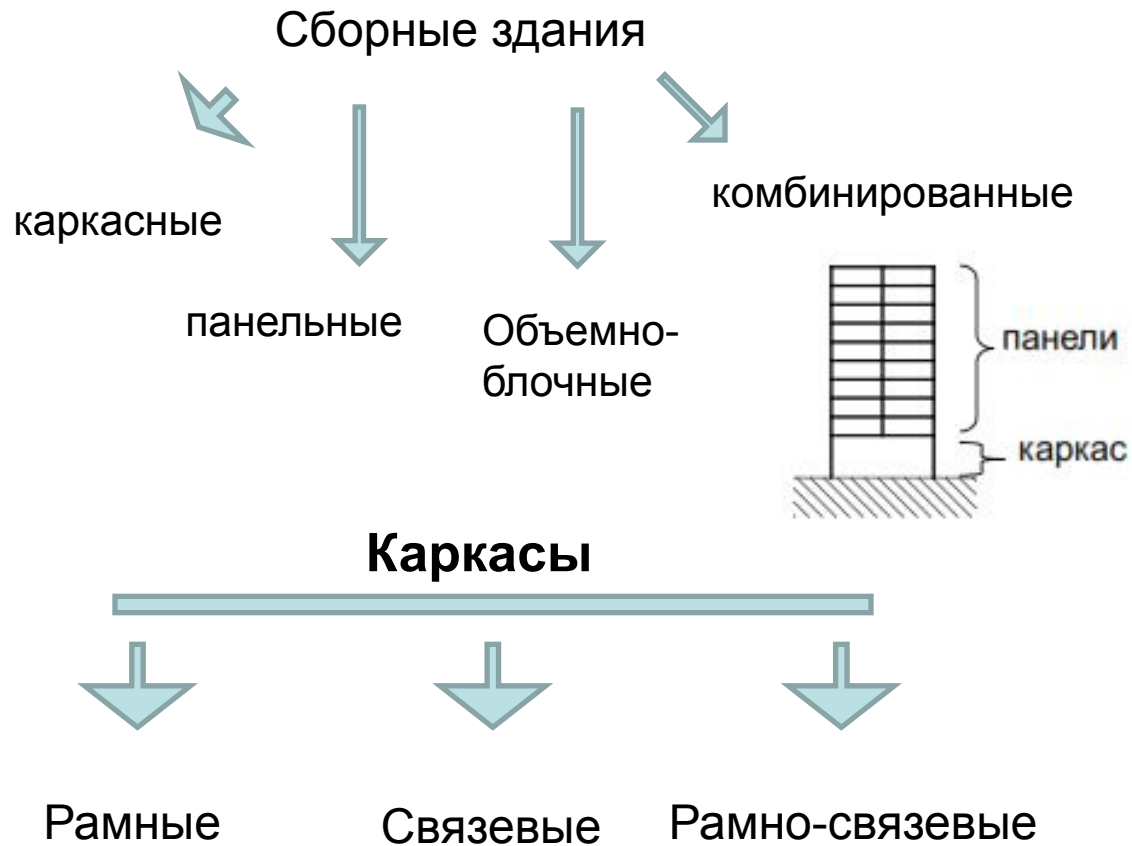 Сборные здания
каркасные
комбинированные
панельные
Объемно-
блочные
панели
каркас
Каркасы
Рамные
Связевые
Рамно-связевые